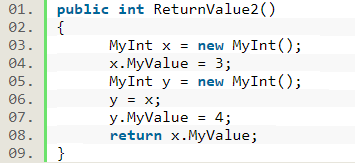 01. public int ReturnValue2()
02. {
03.       MyInt x = new MyInt();
04.       x.MyValue = 3;
05.       MyInt y = new MyInt();
06.       y = x;
07.       y.MyValue = 4;
08.       return x.MyValue;
09. }